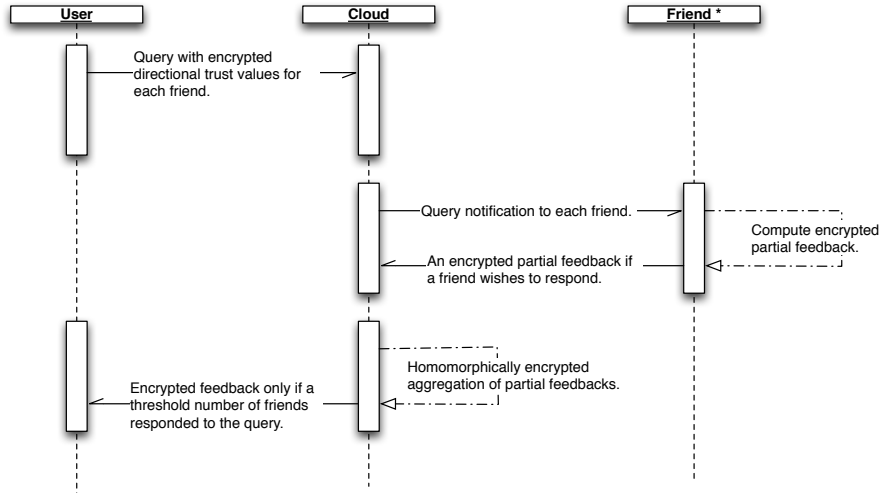 User
Cloud
Friend *
Query with encrypted
directional trust values for
each friend.
Query notification to each friend.
Compute encrypted
partial feedback.
An encrypted partial feedback if
a friend wishes to respond.
Homomorphically encrypted
aggregation of partial feedbacks.
Encrypted feedback only if a
threshold number of friends
responded to the query.